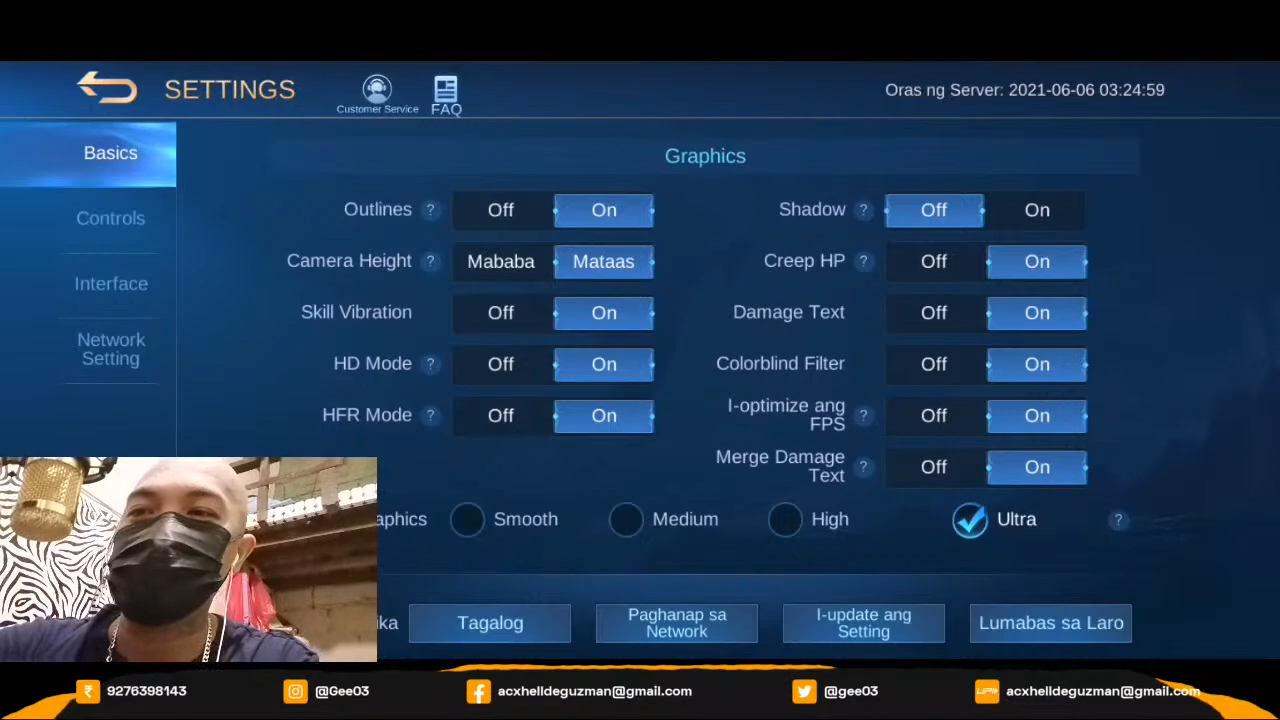 SETTINGS
Customer Service
FAQ
Oras ng Server: 2021-06-06 03:24:59
Basics
Controls
Interface
Network
Setting
Graphics
Outlines ? Off On
Shadow ? Off On
Camera Height ? Mababa Mataas
Creep HP ? Off On
Skill Vibration Off On
Damage Text Off On
HD Mode ? Off On
Colorblind Filter Off On
HFR Mode ? Off On
I-optimize ang
FPS ? Off On
Merge Damage
Text ? Off On
aphics Smooth Medium High Ultra ?
ika
Tagalog
Paghanap sa
Network
I-update ang
Setting
Lumabas sa Laro
₹ 9276398143
@Gee03
acxhelldeguzman@gmail.com
@gee03
UPI acxhelldeguzman@gmail.com